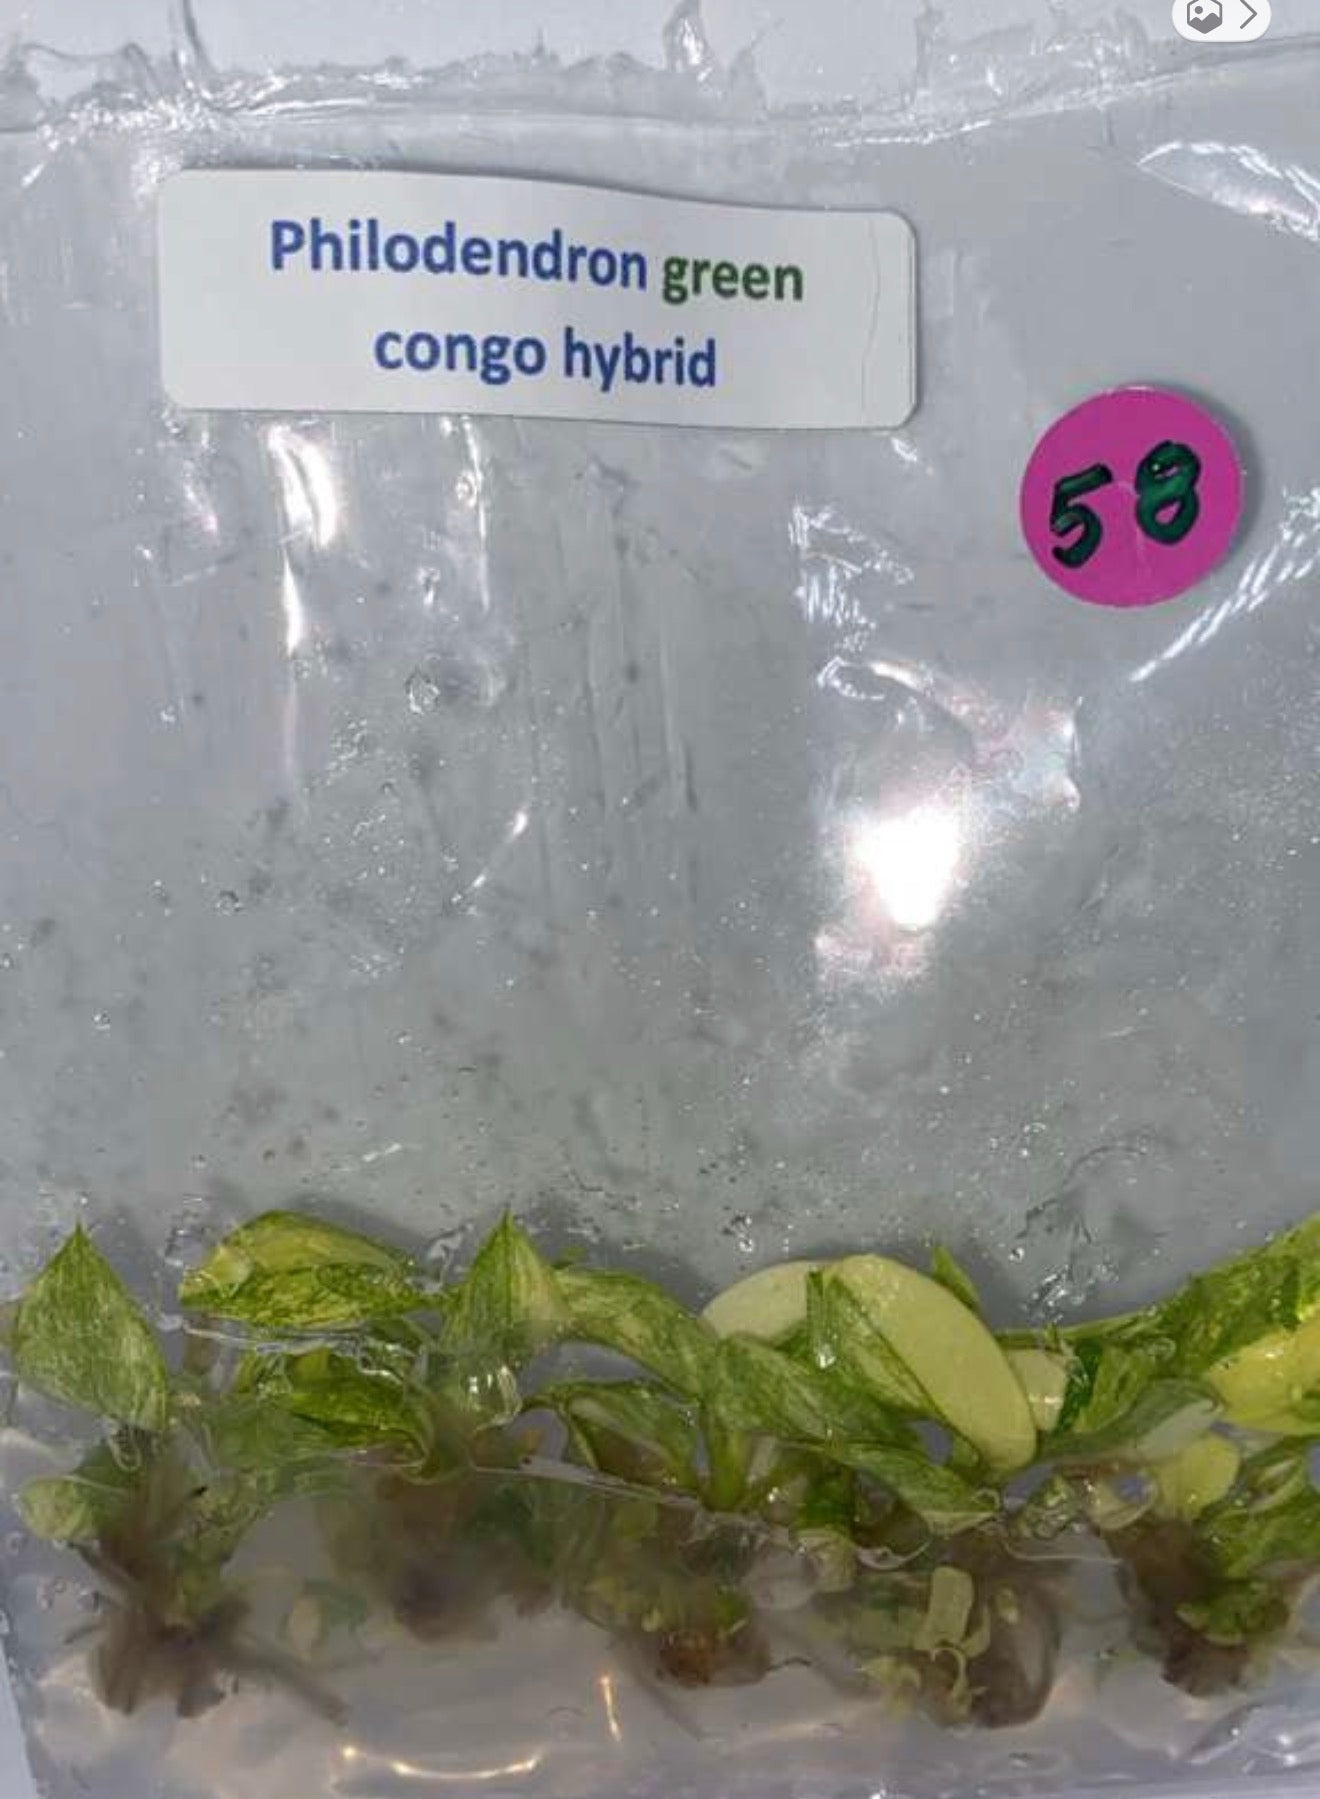 Philodendron green
congo hybrid
58